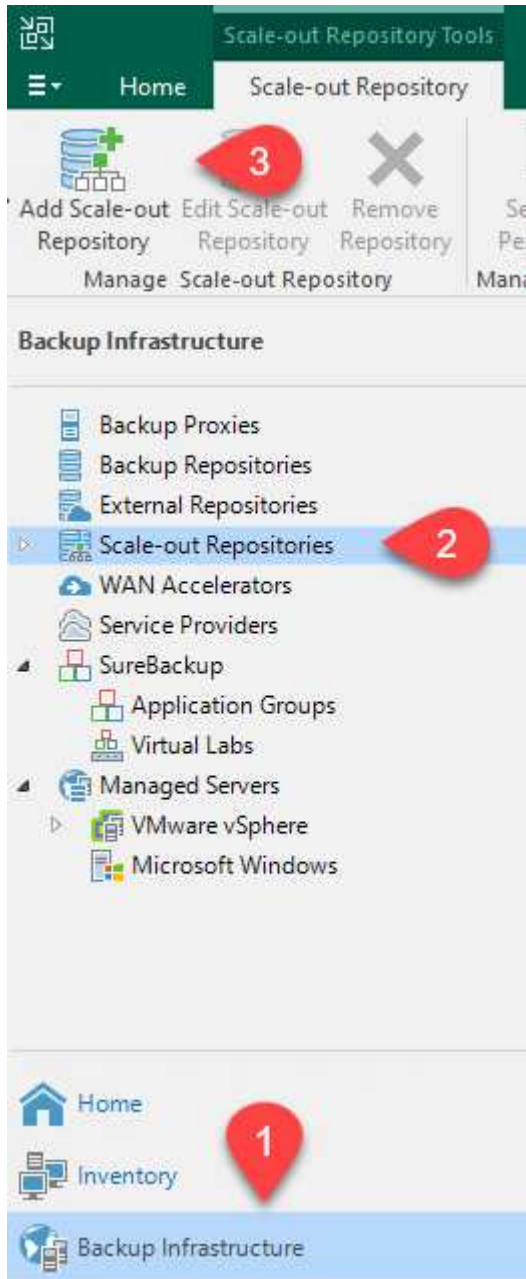 Scale-out Repository Tools
Home Scale-out Repository
3
Add Scale-out Edit Scale-out Remove
Repository Repository Repository
Manage Scale-out Repository
Backup Infrastructure
Backup Proxies
Backup Repositories
External Repositories
Scale-out Repositories 2
WAN Accelerators
Service Providers
SureBackup
Application Groups
Virtual Labs
Managed Servers
VMware vSphere
Microsoft Windows
Home
1
Inventory
Backup Infrastructure